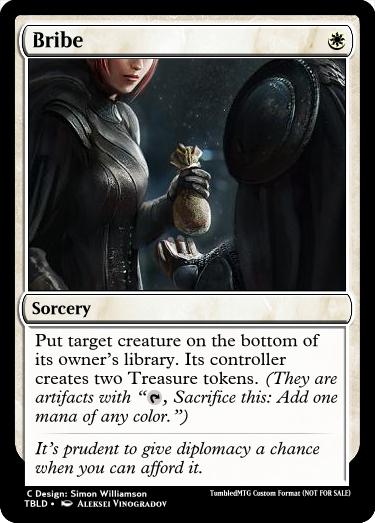 Bribe
Sorcery
Put target creature on the bottom of
its owner's library. Its controller
creates two Treasure tokens. (They are
artifacts with “, Sacrifice this: Add one
mana of any color.”)
It's prudent to give diplomacy a chance
when you can afford it.
C Design: Simon Williamson
TumbledMTG Custom Format (NOT FOR SALE)
TBLD • Aleksei Vinogradov